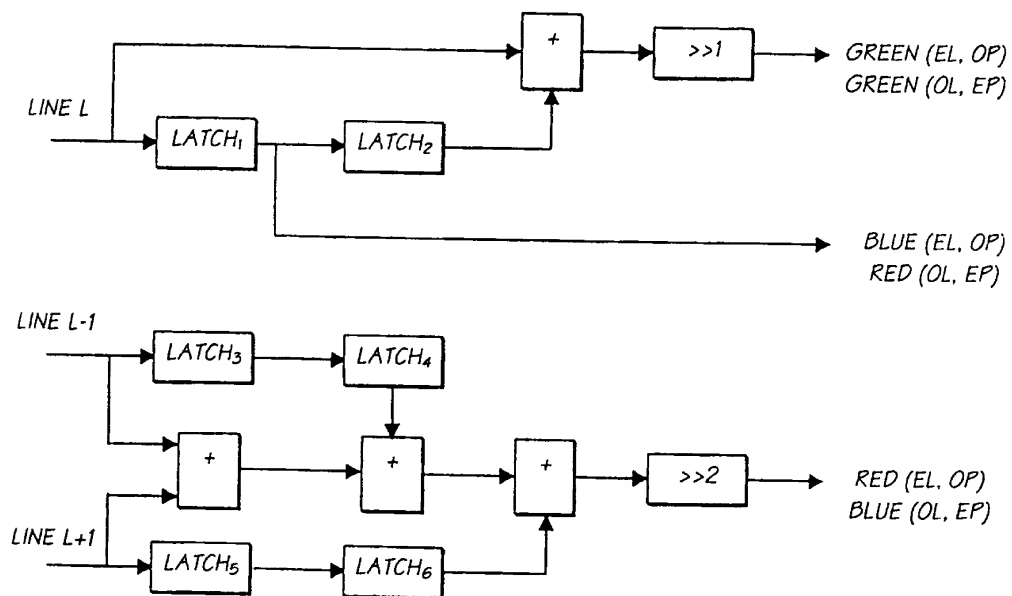 +
>>1
GREEN (EL, OP)
GREEN (OL, EP)
LINE L
LATCH1
LATCH2
BLUE (EL, OP)
RED (OL, EP)
LINE L-1
LATCH3
LATCH4
+
+
+
>>2
RED (EL, OP)
BLUE (OL, EP)
LINE L+1
LATCH5
LATCH6